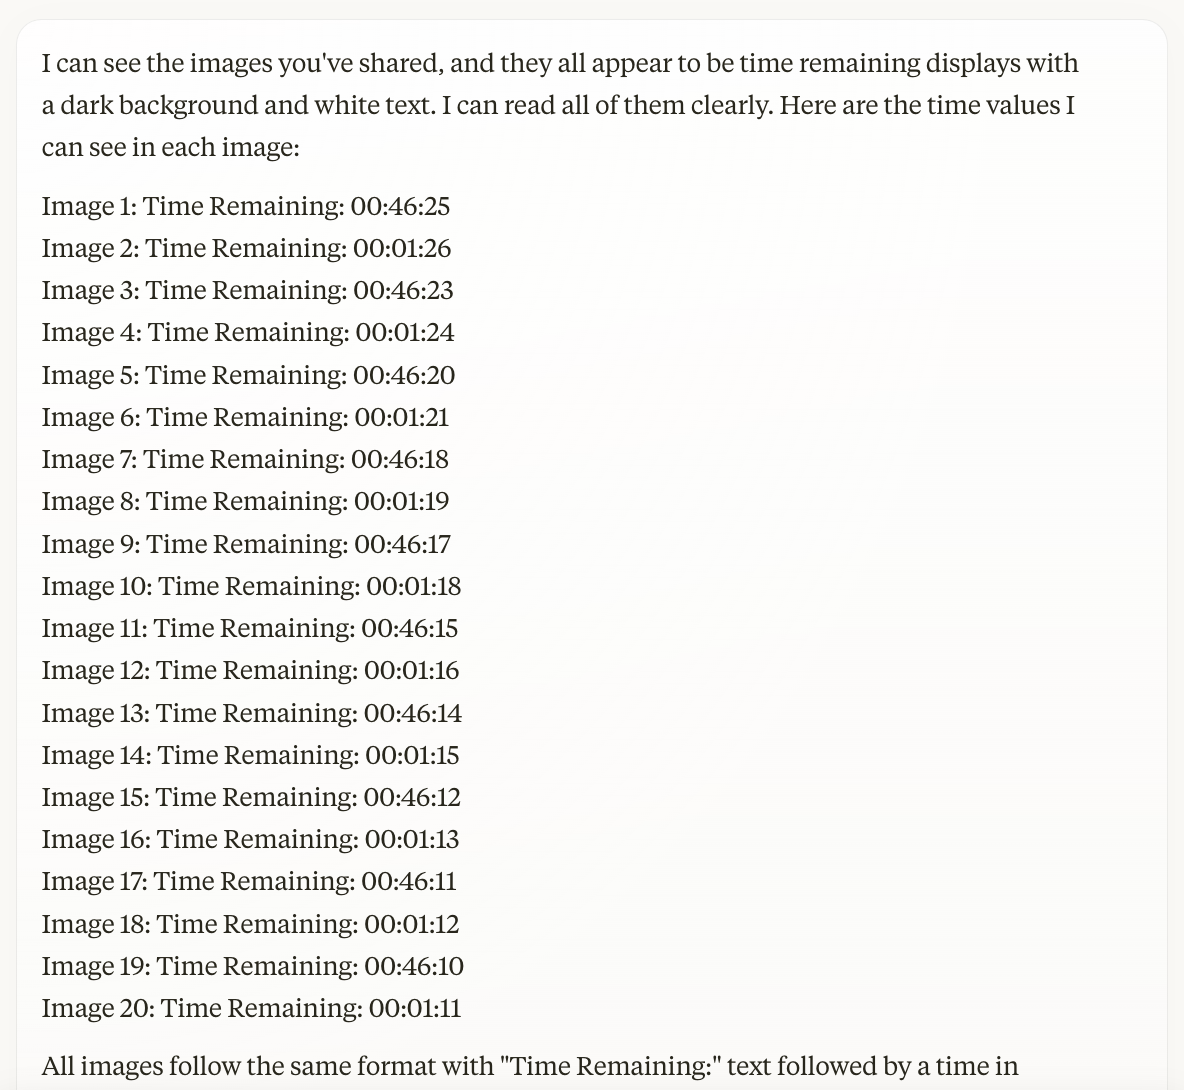 I can see the images you've shared, and they all appear to be time remaining displays with
a dark background and white text. I can read all of them clearly. Here are the time values I
can see in each image:
Image 1: Time Remaining: 00:46:25
Image 2: Time Remaining: 00:01:26
Image 3: Time Remaining: 00:46:23
Image 4: Time Remaining: 00:01:24
Image 5: Time Remaining: 00:46:20
Image 6: Time Remaining: 00:01:21
Image 7: Time Remaining: 00:46:18
Image 8: Time Remaining: 00:01:19
Image 9: Time Remaining: 00:46:17
Image 10: Time Remaining: 00:01:18
Image 11: Time Remaining: 00:46:15
Image 12: Time Remaining: 00:01:16
Image 13: Time Remaining: 00:46:14
Image 14: Time Remaining: 00:01:15
Image 15: Time Remaining: 00:46:12
Image 16: Time Remaining: 00:01:13
Image 17: Time Remaining: 00:46:11
Image 18: Time Remaining: 00:01:12
Image 19: Time Remaining: 00:46:10
Image 20: Time Remaining: 00:01:11
All images follow the same format with "Time Remaining:" text followed by a time in